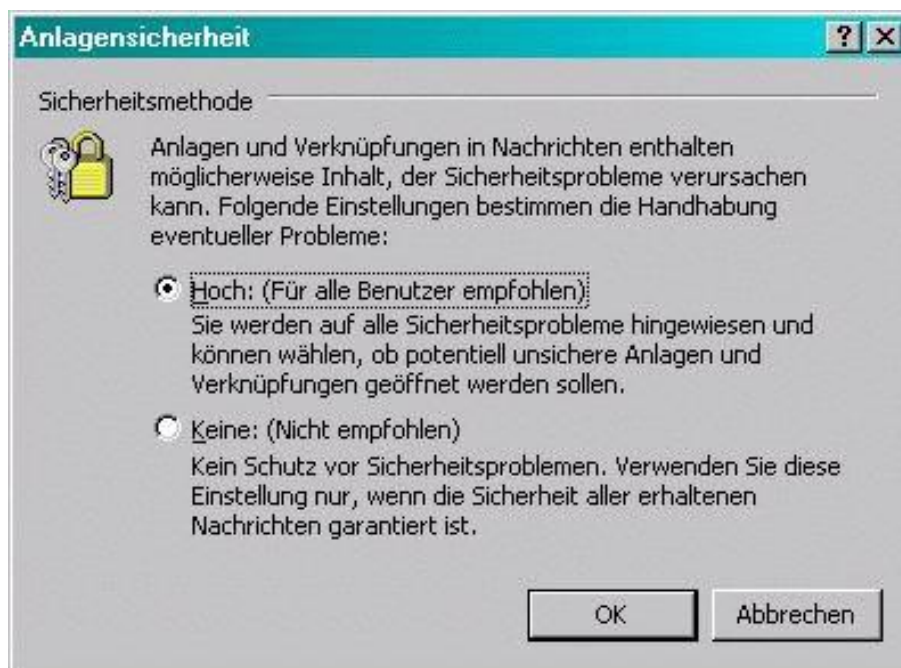 Anlagensicherheit
Sicherheitsmethode
Anlagen und Verknüpfungen in Nachrichten enthalten
möglicherweise Inhalt, der Sicherheitsprobleme verursachen
kann. Folgende Einstellungen bestimmen die Handhabung
eventueller Probleme:
Hoch: (Für alle Benutzer empfohlen)
Sie werden auf alle Sicherheitsprobleme hingewiesen und
können wählen, ob potentiell unsichere Anlagen und
Verknüpfungen geöffnet werden sollen.
Keine: (Nicht empfohlen)
Kein Schutz vor Sicherheitsproblemen. Verwenden Sie diese
Einstellung nur, wenn die Sicherheit aller erhaltenen
Nachrichten garantiert ist.
OK Abbrechen